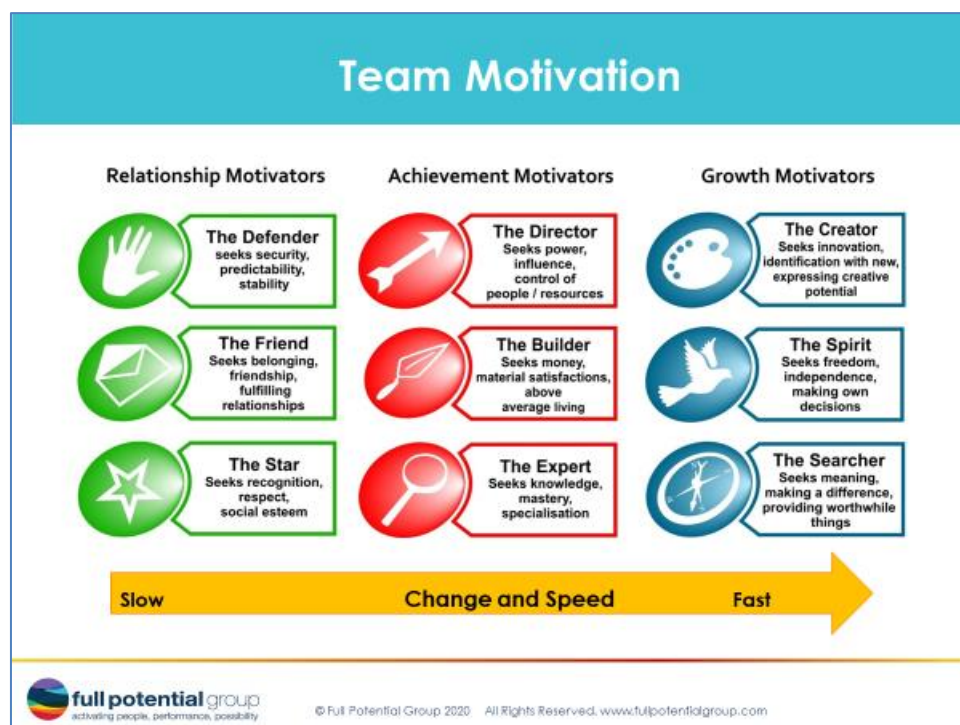 Team Motivation
Relationship Motivators
The Defender
seeks security,
predictability,
stability
The Friend
Seeks belonging,
friendship,
fulfilling
relationships
The Star
Seeks recognition,
respect,
social esteem
Achievement Motivators
The Director
Seeks power,
influence,
control of
people / resources
The Builder
Seeks money,
material satisfactions,
above
average living
The Expert
Seeks knowledge,
mastery,
specialisation
Growth Motivators
The Creator
Seeks innovation,
identification with new,
expressing creative
potential
The Spirit
Seeks freedom,
independence,
making own
decisions
The Searcher
Seeks meaning,
making a difference,
providing worthwhile
things
Slow Change and Speed Fast
full potential group
activating people, performance, possibility
© Full Potential Group 2020 All Rights Reserved. www.fullpotentialgroup.com